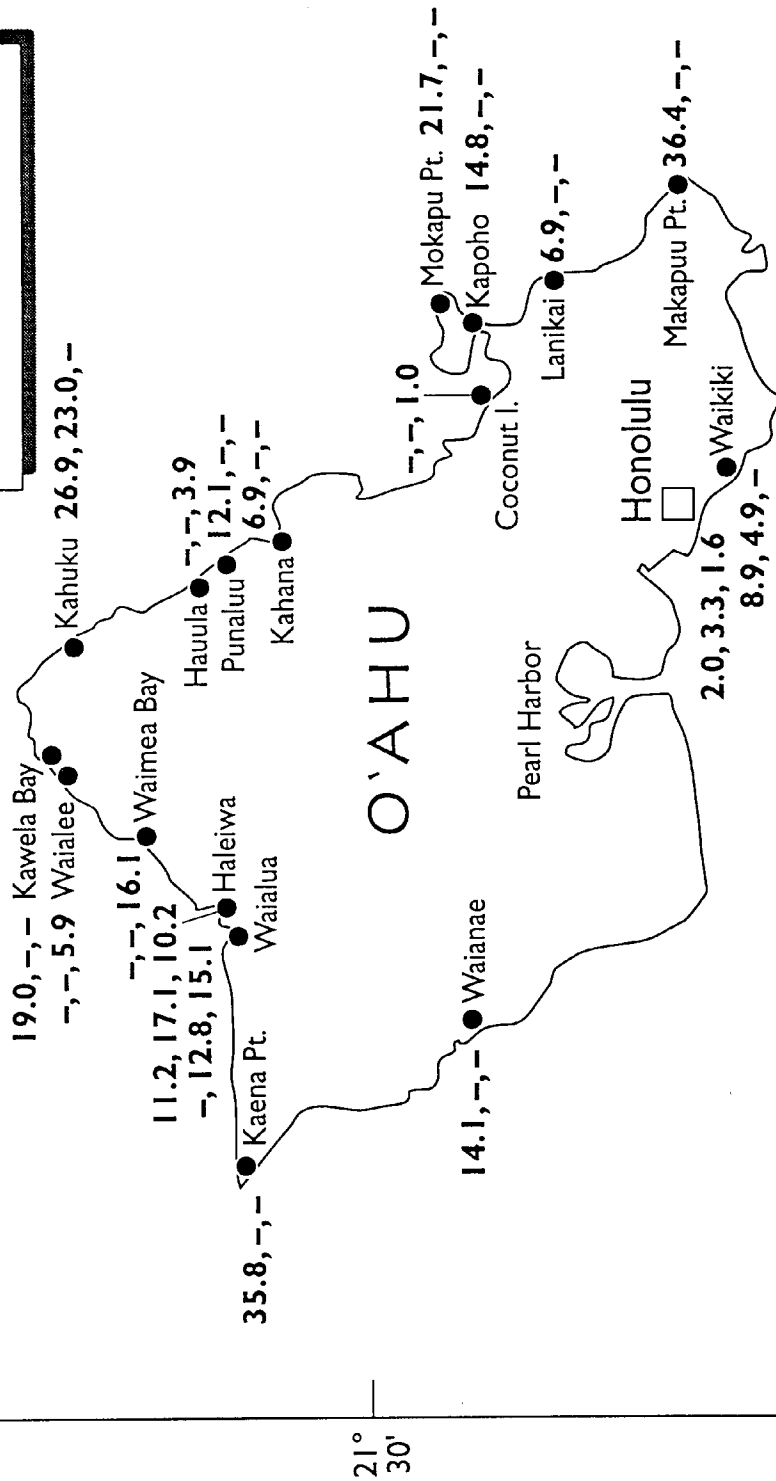 19.0, –, – Kawela Bay
–, –, 5.9 Waialee
Kahuku 26.9, 23.0, –
–, –, 16.1
Waimea Bay
11.2, 17.1, 10.2
Haleiwa
–, 12.8, 15.1
Waialua
Kaena Pt.
35.8, –, –
Hauula –, –, 3.9
Punaluu 12.1, –, –
Kahana 6.9, –, –
O`AHU
–, –, 1.0
Coconut I.
Mokapu Pt. 21.7, –, –
Kapoho 14.8, –, –
Lanikai 6.9, –, –
Makapuu Pt. 36.4, –, –
Waianae
14.1, –, –
Pearl Harbor
Honolulu
2.0, 3.3, 1.6
Waikiki
8.9, 4.9, –
21°
30'